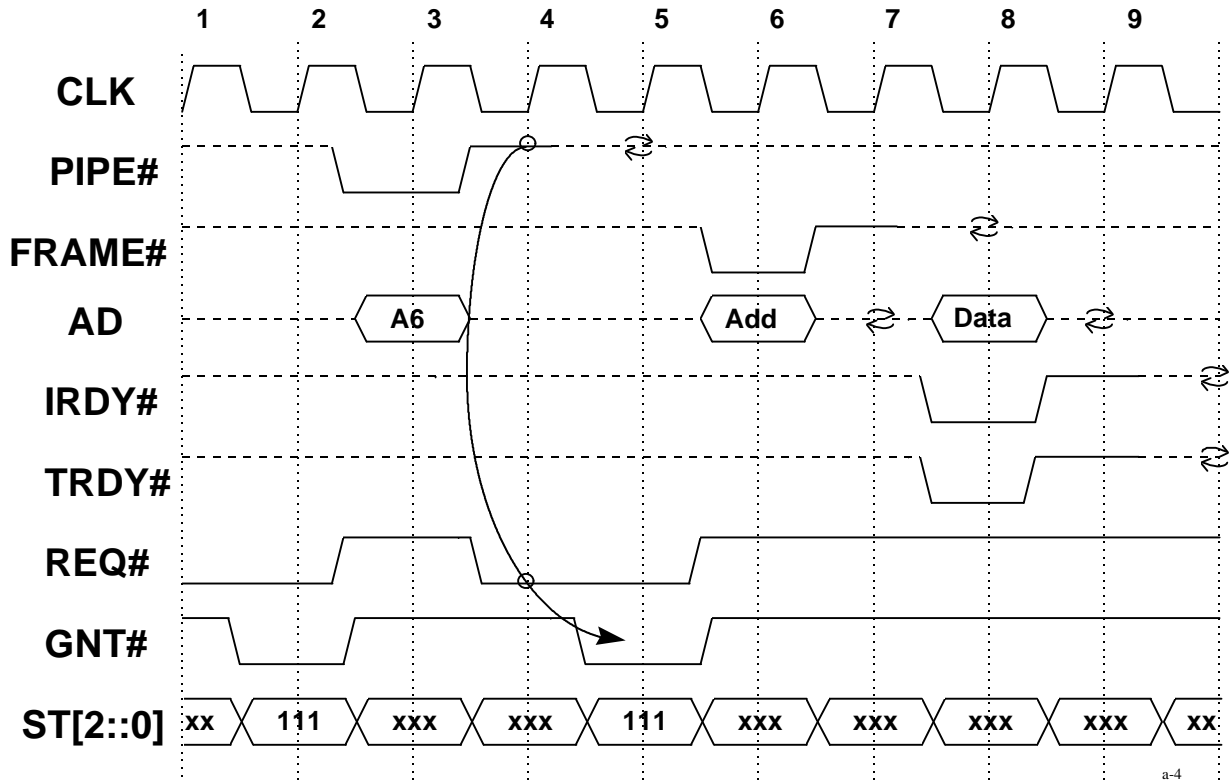 1 2 3 4 5 6 7 8 9
CLK
PIPE#
FRAME#
AD A6 Add Data
IRDY#
TRDY#
REQ#
GNT#
ST[2::0] xx 111 xxx xxx 111 xxx xxx xxx xxx xx
a-4